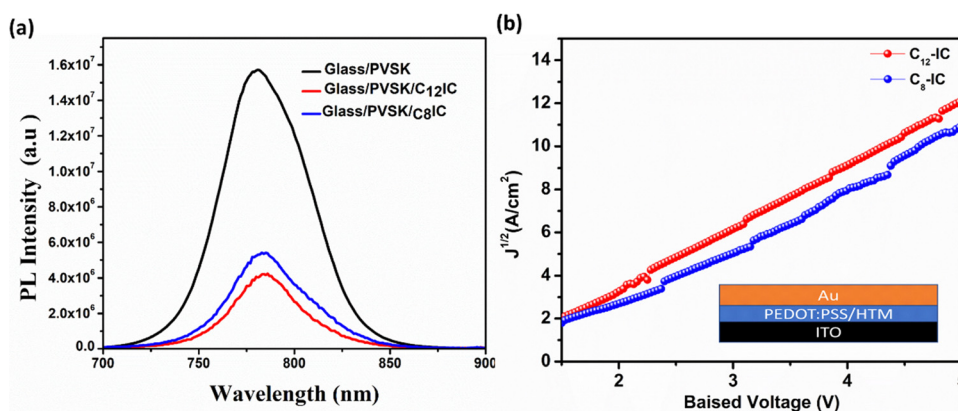 (a)
PL Intensity (a.u)
1.6x10⁷
1.4x10⁷
1.2x10⁷
1.0x10⁷
8.0x10⁶
6.0x10⁶
4.0x10⁶
2.0x10⁶
0.0
700 750 800 850 900
Wavelength (nm)
Glass/PVSK
Glass/PVSK/C₁₂IC
Glass/PVSK/C₈IC
(b)
J¹/²(A/cm²)
14
12
10
8
6
4
2
0
2 3 4 5
Baised Voltage (V)
C₁₂-IC
C₈-IC
Au
PEDOT:PSS/HTM
ITO